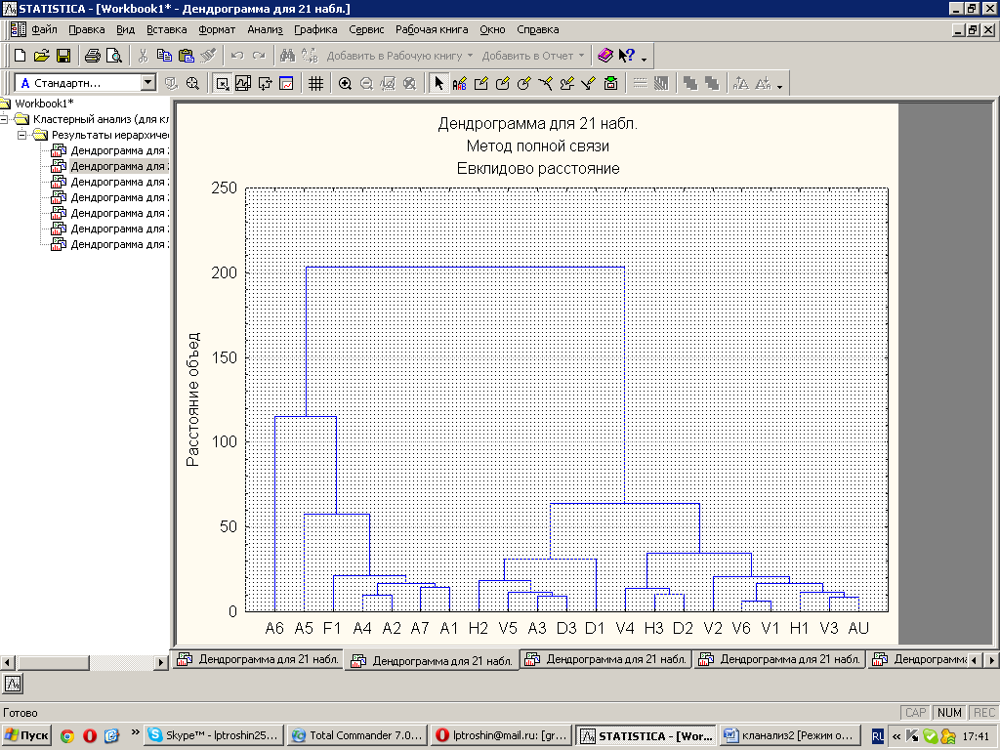 STATISTICA - [Workbook1* - Дендрограмма для 21 набл.]
Файл Правка Вид Вставка Формат Анализ Графика Сервис Рабочая книга Окно Справка
Добавить в Рабочую книгу Добавить в Отчет
A Стандартн...
Workbook1*
Кластерный анализ (для кл
Результаты иерархиче
Дендрограмма для 2
Дендрограмма для 2
Дендрограмма для 2
Дендрограмма для 2
Дендрограмма для 2
Дендрограмма для 2
Дендрограмма для 2
Дендрограмма для 21 набл.
Метод полной связи
Евклидово расстояние
Расстояние объед
250
200
150
100
50
0
A6 A5 F1 A4 A2 A7 A1 H2 V5 A3 D3 D1 V4 H3 D2 V2 V6 V1 H1 V3 AU
Дендрограмма для 21 набл. Дендрограмма для 21 набл. Дендрограмма для 21 набл. Дендрограмма для 21 набл. Дендрограмма
Готово CAP NUM REC
Пуск » Skype™ - lptroshin25... Total Commander 7.0... lptroshin@mail.ru: [gr... STATISTICA - [Wor... кланализ2 [Режим о... RL « 17:41